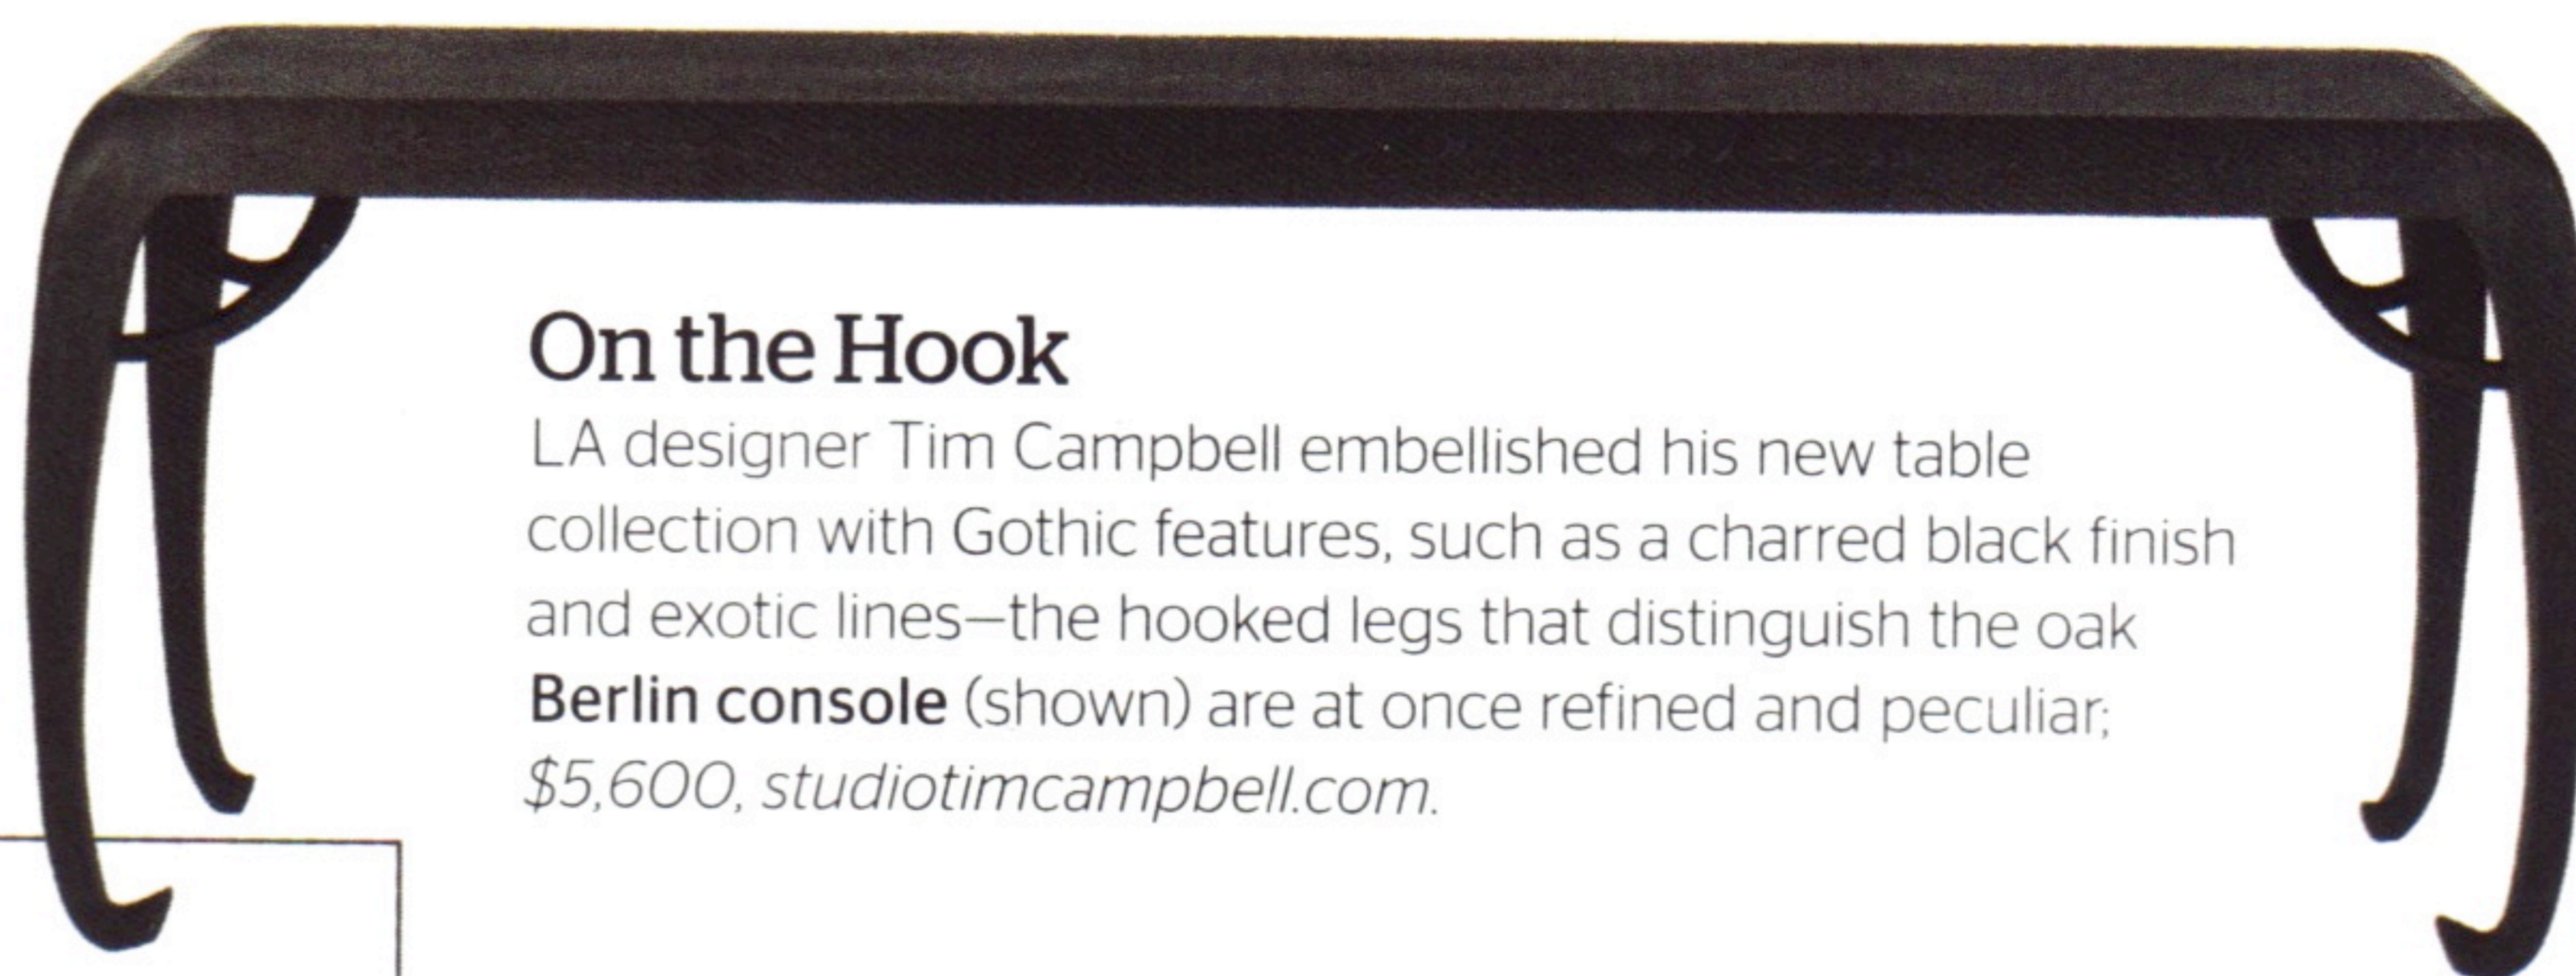 On the Hook
LA designer Tim Campbell embellished his new table
collection with Gothic features, such as a charred black finish
and exotic lines—the hooked legs that distinguish the oak
Berlin console (shown) are at once refined and peculiar;
$5,600, studiotimcampbell.com.